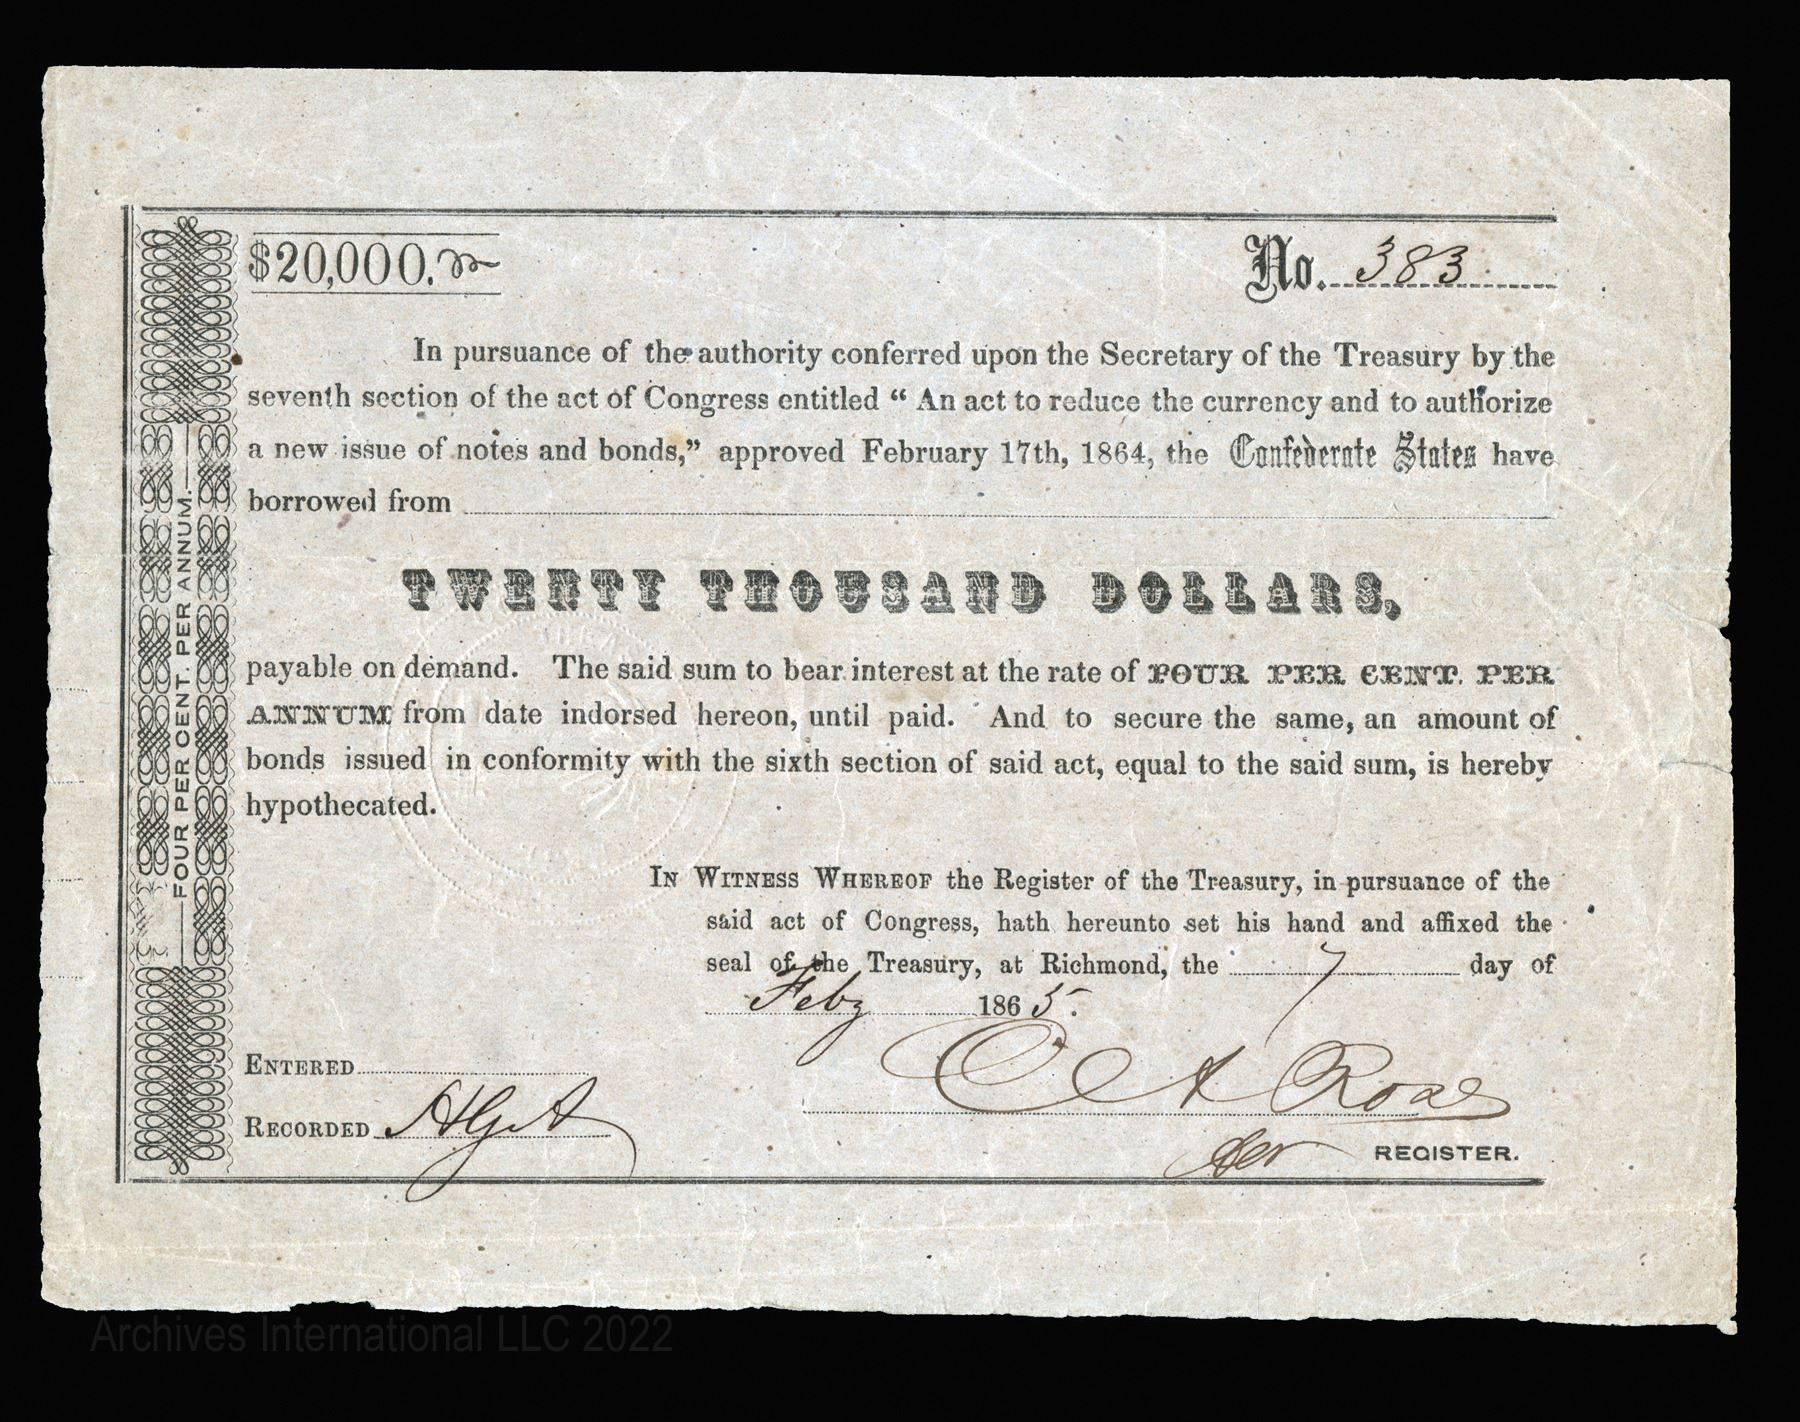 $20,000.
No. 383
In pursuance of the authority conferred upon the Secretary of the Treasury by the
seventh section of the act of Congress entitled “ An act to reduce the currency and to authorize
a new issue of notes and bonds,” approved February 17th, 1864, the Confederate States have
borrowed from
TWENTY THOUSAND DOLLARS,
payable on demand. The said sum to bear interest at the rate of FOUR PER CENT. PER
ANNUM from date indorsed hereon, until paid. And to secure the same, an amount of
bonds issued in conformity with the sixth section of said act, equal to the said sum, is hereby
hypothecated.
FOUR PER CENT. PER ANNUM.
IN WITNESS WHEREOF the Register of the Treasury, in pursuance of the
said act of Congress, hath hereunto set his hand and affixed the
seal of the Treasury, at Richmond, the 7 day of
Feby 1865.
ENTERED
A Rose
RECORDED
REGISTER.
Archives International LLC 2022